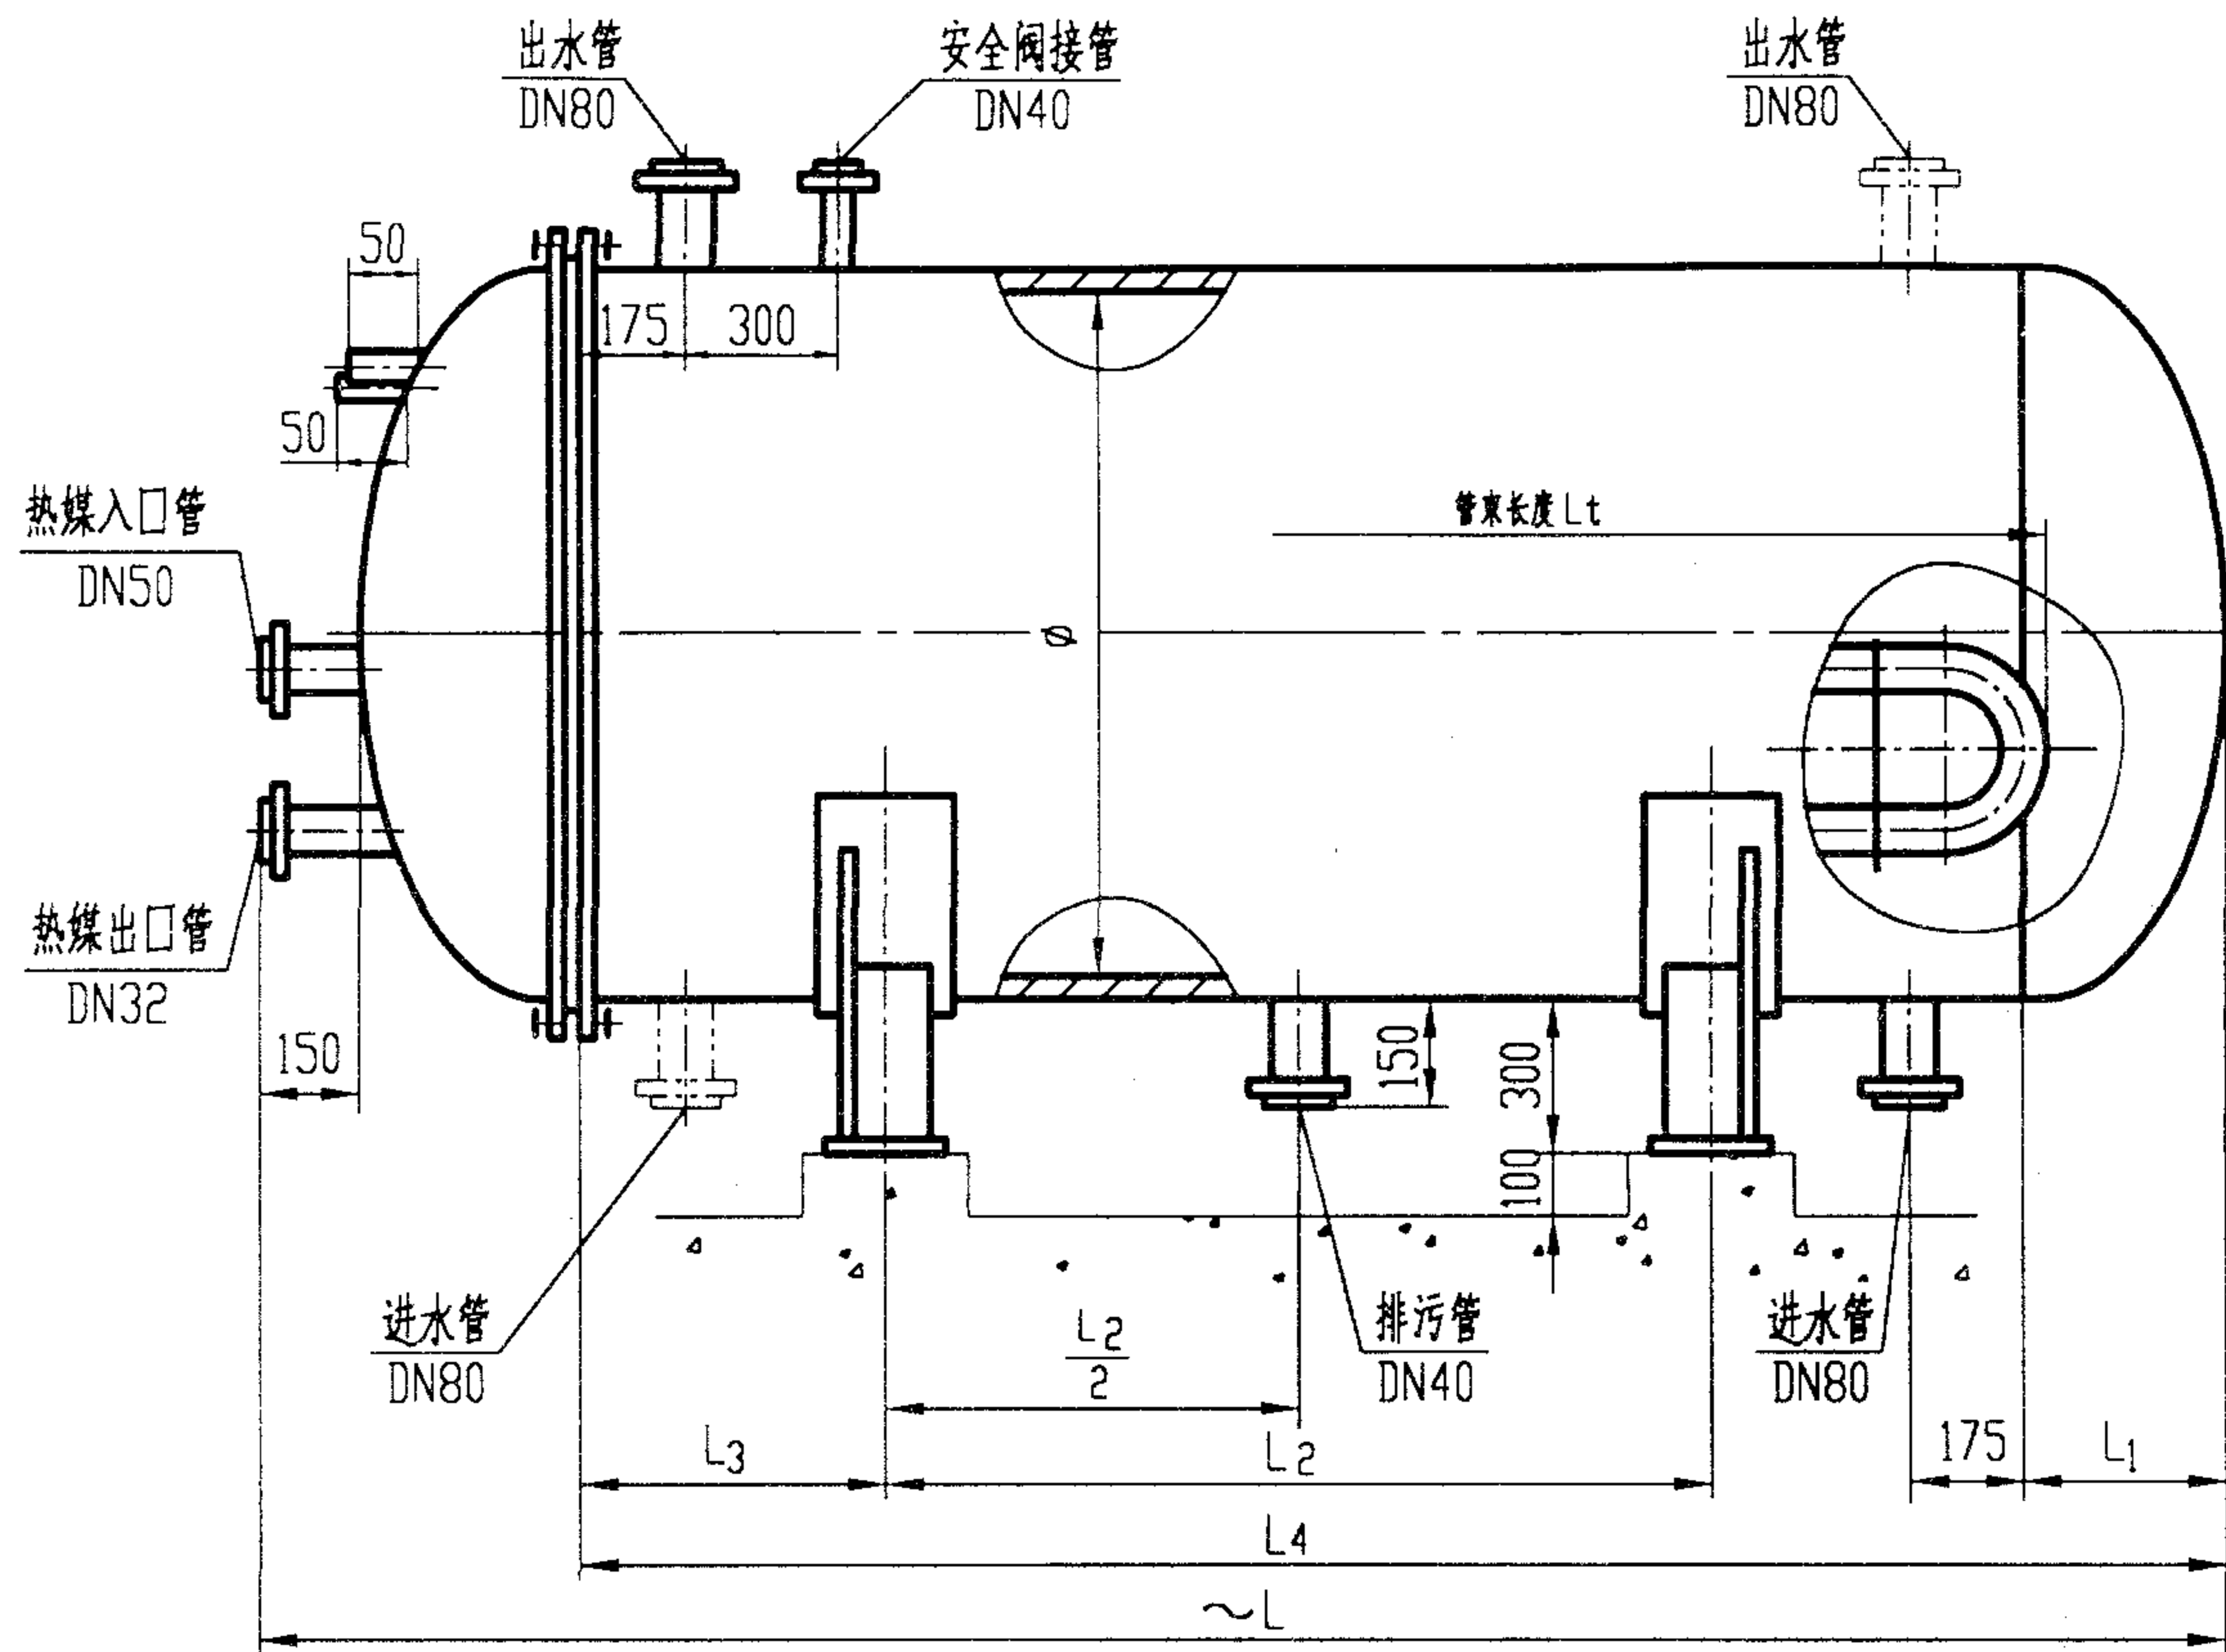 出水管
DN80
安全阀接管
DN40
出水管
DN80
50
175
300
50
管束长度Lt
热媒入口管
DN50
ø
热媒出口管
DN32
150
150
300
100
进水管
DN80
L2
2
排污管
DN40
进水管
DN80
L3
L2
175
L1
L4
~L